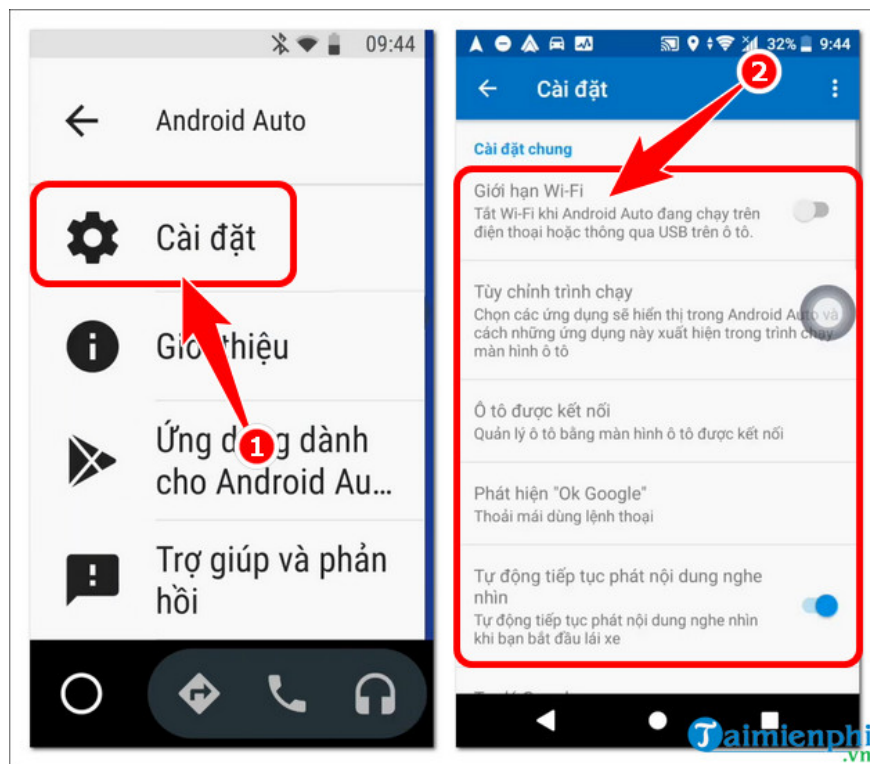 09:44
Android Auto
Cài đặt
Giới thiệu
Ứng dụng dành
cho Android Au...
Trợ giúp và phản
hồi
1
32% 9:44
2
Cài đặt
Cài đặt chung
Giới hạn Wi-Fi
Tắt Wi-Fi khi Android Auto đang chạy trên
điện thoại hoặc thông qua USB trên ô tô.
Tùy chỉnh trình chạy
Chọn các ứng dụng sẽ hiển thị trong Android Auto và
cách những ứng dụng này xuất hiện trong trình chạy
màn hình ô tô
Ô tô được kết nối
Quản lý ô tô bằng màn hình ô tô được kết nối
Phát hiện "Ok Google"
Thoải mái dùng lệnh thoại
Tự động tiếp tục phát nội dung nghe
nhìn
Tự động tiếp tục phát nội dung nghe nhìn
khi bạn bắt đầu lái xe
Taimienphi
.vn